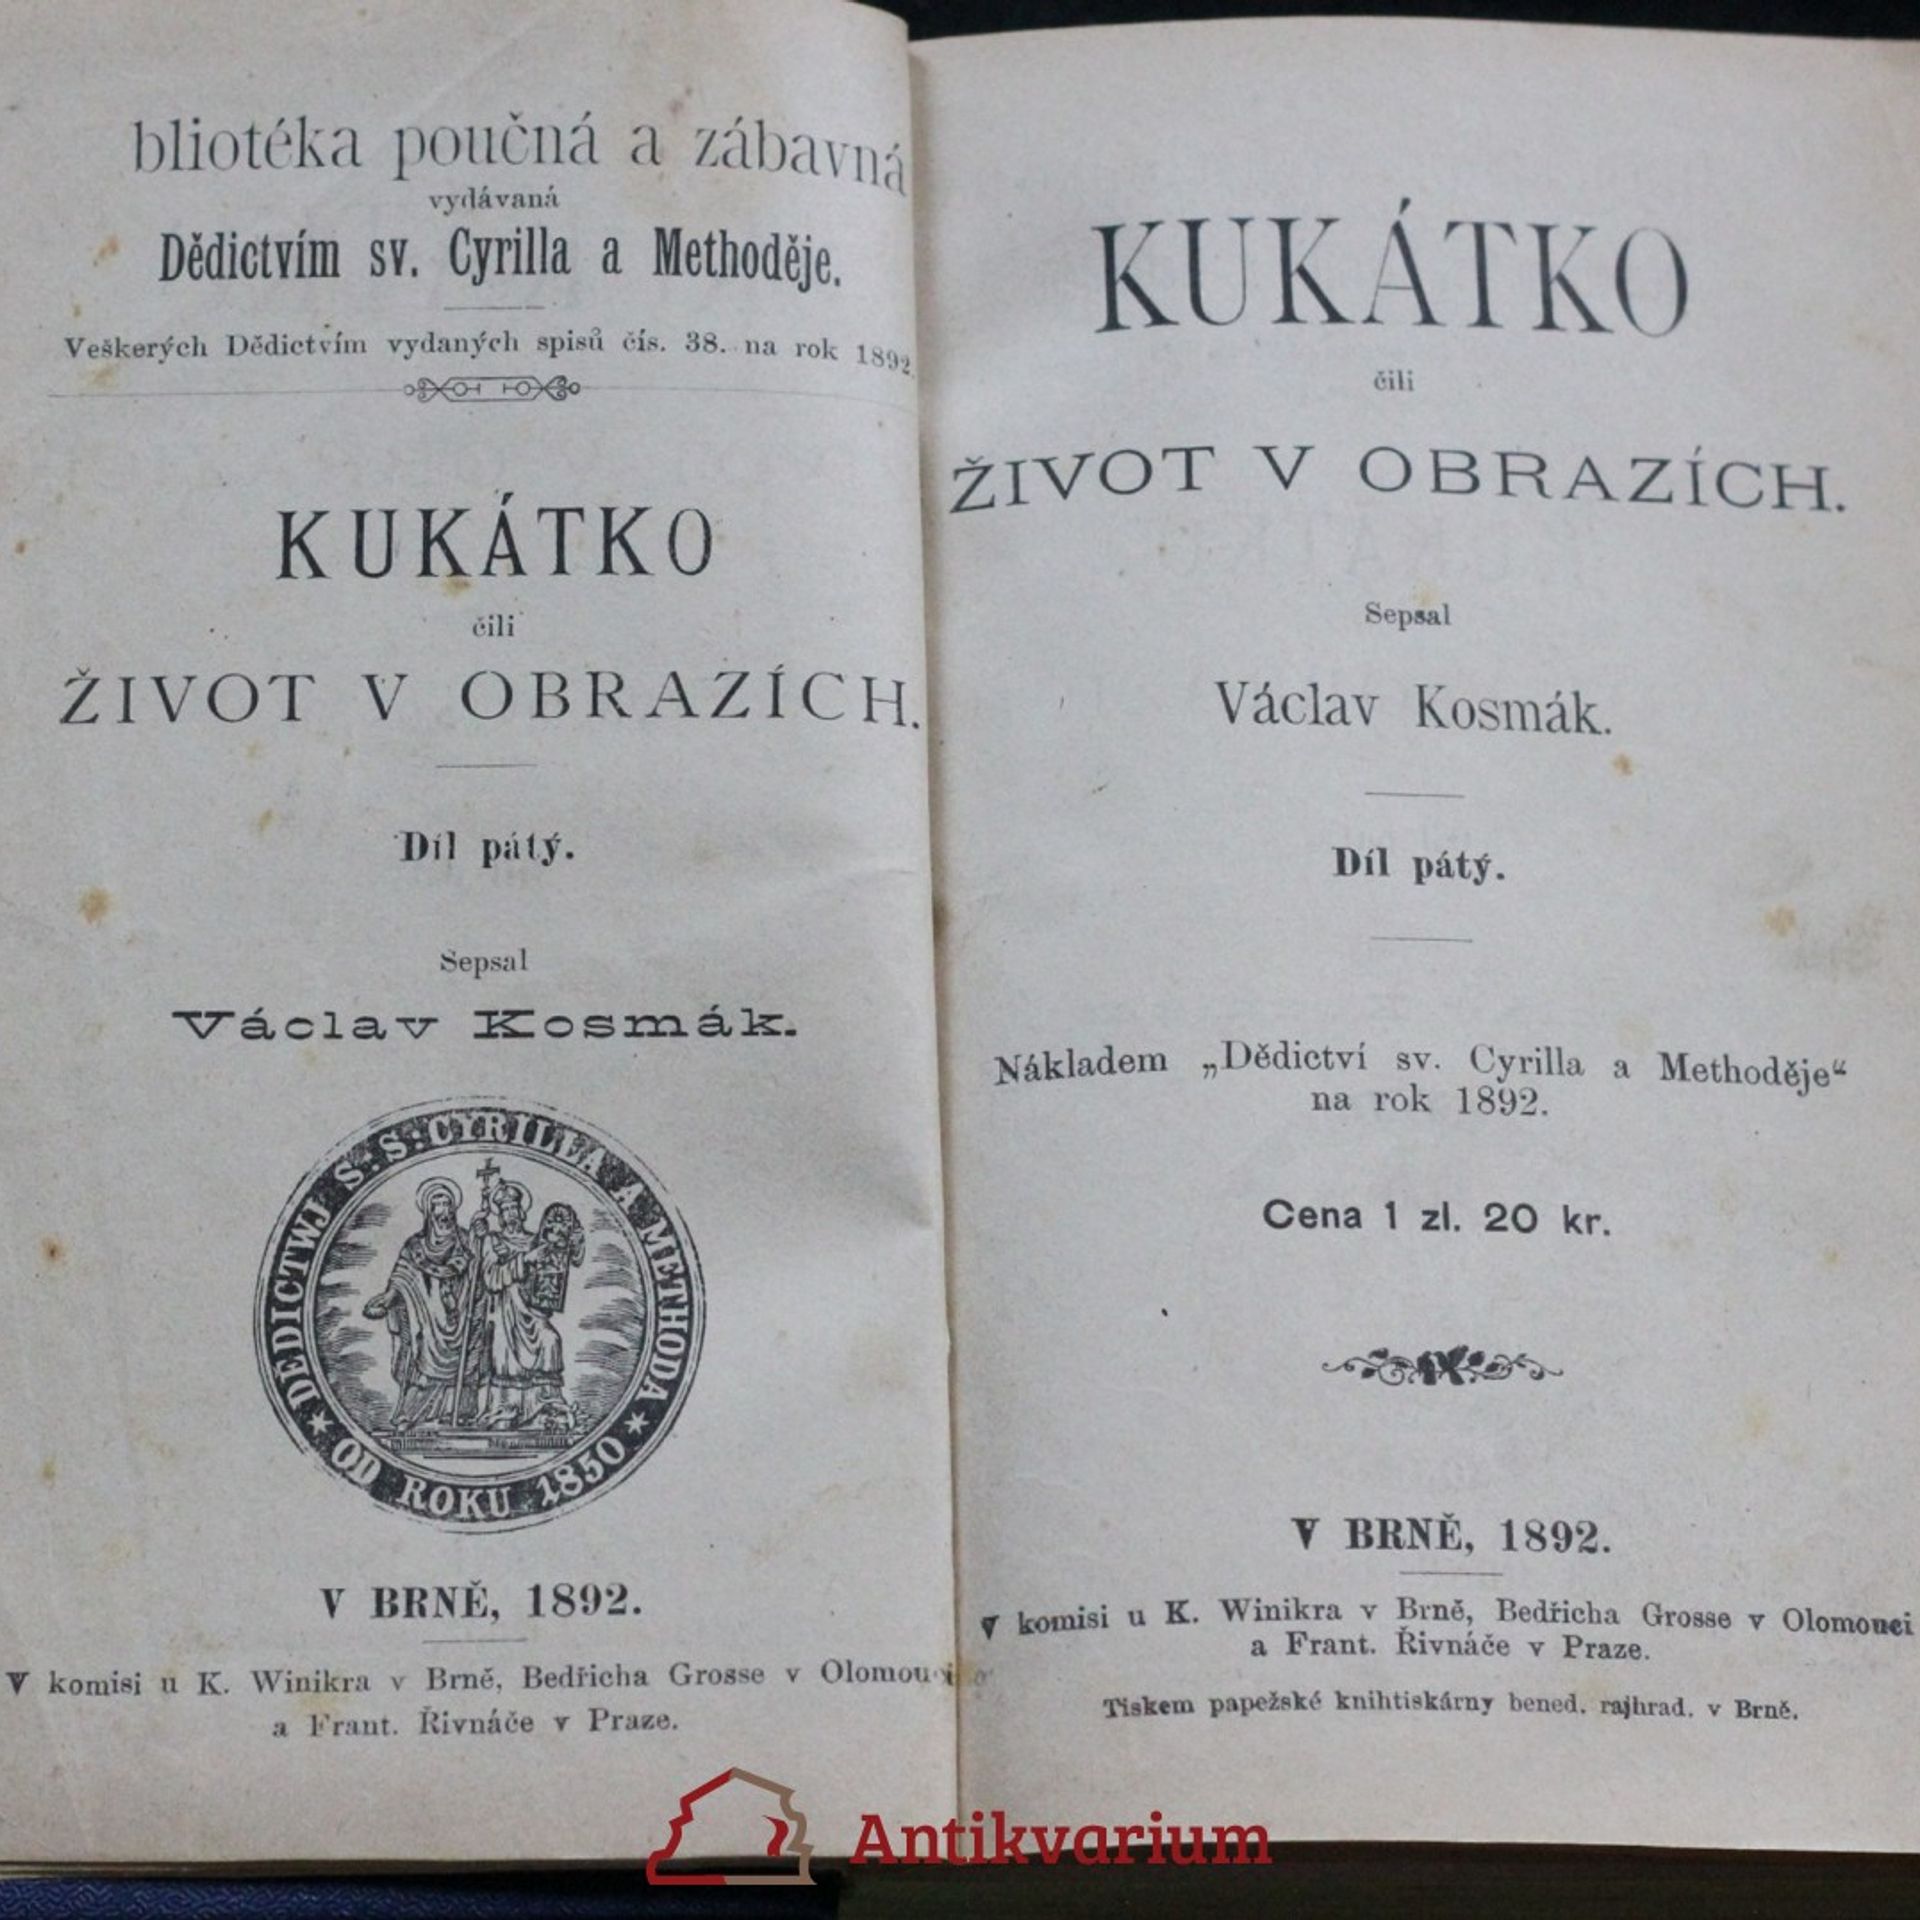 bliotéka poučná a zábavná
vydávaná
Dědictvím sv. Cyrilla a Methoděje.
Veškerých Dědictvím vydaných spisů čís. 38. na rok 1892.
KUKÁTKO
čili
ŽIVOT V OBRAZÍCH.
Díl pátý.
Sepsal
Václav Kosmák.
DĚDICTWJ S. S: CYRILLA A METHODA
OD ROKU 1850
V BRNĚ, 1892.
V komisi u K. Winikra v Brně, Bedřicha Grosse v Olomouci
a Frant. Řivnáče v Praze.
KUKÁTKO
čili
ŽIVOT V OBRAZÍCH.
Sepsal
Václav Kosmák.
Díl pátý.
Nákladem „Dědictví sv. Cyrilla a Methoděje“
na rok 1892.
Cena 1 zl. 20 kr.
V BRNĚ, 1892.
V komisi u K. Winikra v Brně, Bedřicha Grosse v Olomouci
a Frant. Řivnáče v Praze.
Tiskem papežské knihtiskárny bened. rajhrad. v Brně.
Antikvarium